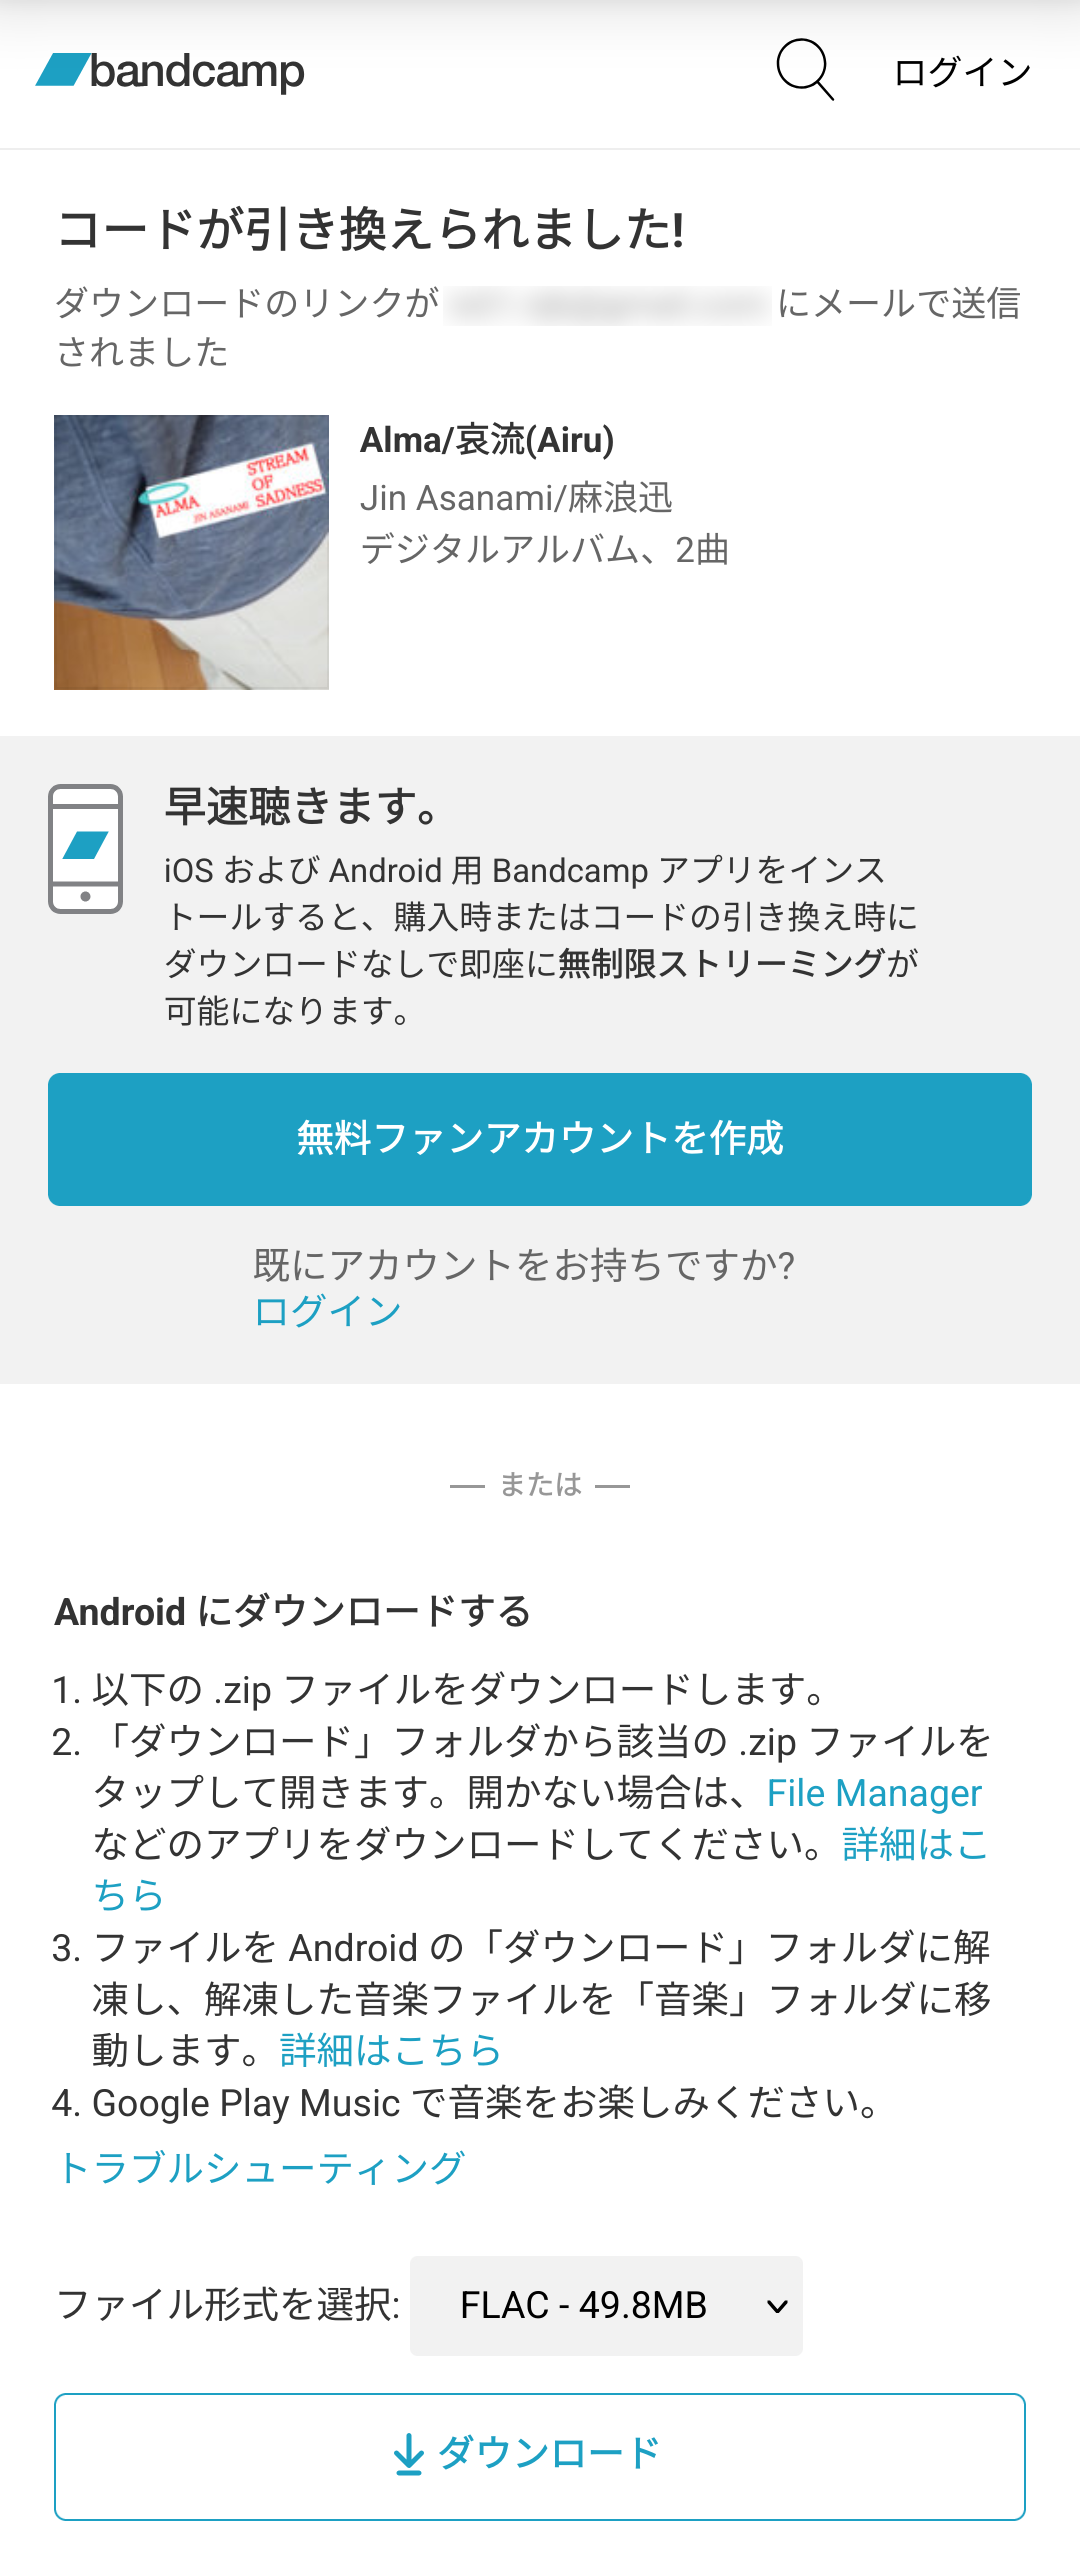 bandcamp
ログイン
コードが引き換えられました!
ダウンロードのリンクが にメールで送信
されました
ALMA
STREAM
OF
SADNESS
JIN ASANAMI
Alma/哀流(Airu)
Jin Asanami/麻浪迅
デジタルアルバム、2曲
早速聴きます。
iOS および Android 用 Bandcamp アプリをインス
トールすると、購入時またはコードの引き換え時に
ダウンロードなしで即座に無制限ストリーミングが
可能になります。
無料ファンアカウントを作成
既にアカウントをお持ちですか?
ログイン
— または —
Android にダウンロードする
1. 以下の .zip ファイルをダウンロードします。
2. 「ダウンロード」フォルダから該当の .zip ファイルを
タップして開きます。開かない場合は、File Manager
などのアプリをダウンロードしてください。詳細はこ
ちら
3. ファイルを Android の「ダウンロード」フォルダに解
凍し、解凍した音楽ファイルを「音楽」フォルダに移
動します。詳細はこちら
4. Google Play Music で音楽をお楽しみください。
トラブルシューティング
ファイル形式を選択: FLAC - 49.8MB
ダウンロード